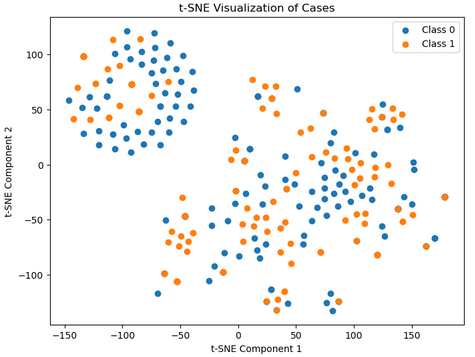 t-SNE Visualization of Cases
Class 0
Class 1
t-SNE Component 2
100
50
0
−50
−100
−150
−100
−50
0
50
100
150
t-SNE Component 1